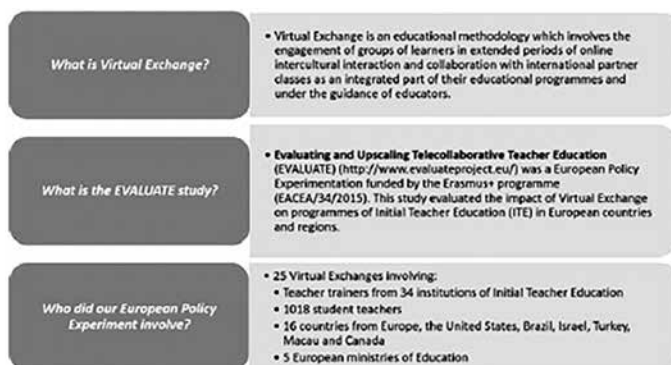 What is Virtual Exchange?
• Virtual Exchange is an educational methodology which involves the
engagement of groups of learners in extended periods of online
intercultural interaction and collaboration with international partner
classes as an integrated part of their educational programmes and
under the guidance of educators.
What is the EVALUATE study?
• Evaluating and Upscaling Telecollaborative Teacher Education
(EVALUATE) (http://www.evaluateproject.eu/) was a European Policy
Experimentation funded by the Erasmus+ programme
(EACEA/34/2015). This study evaluated the impact of Virtual Exchange
on programmes of Initial Teacher Education (ITE) in European countries
and regions.
Who did our European Policy
Experiment involve?
• 25 Virtual Exchanges involving:
• Teacher trainers from 34 institutions of Initial Teacher Education
• 1018 student teachers
• 16 countries from Europe, the United States, Brazil, Israel, Turkey,
Macau and Canada
• 5 European ministries of Education